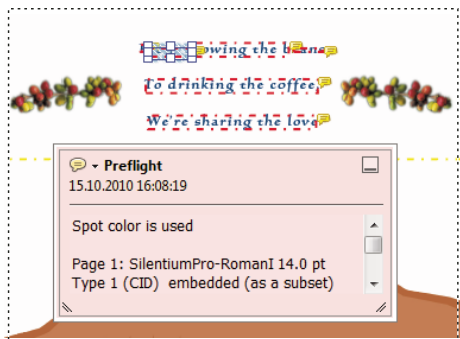 the
To drinking the coffee
We're sharing the love
Preflight
15.10.2010 16:08:19
Spot color is used
Page 1: SilentiumPro-RomanI 14.0 pt
Type 1 (CID) embedded (as a subset)